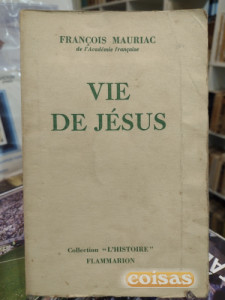 FRANÇOIS MAURIAC
de l'Académie française
VIE
DE JÉSUS
Collection "L'HISTOIRE"
FLAMMARION
coisas